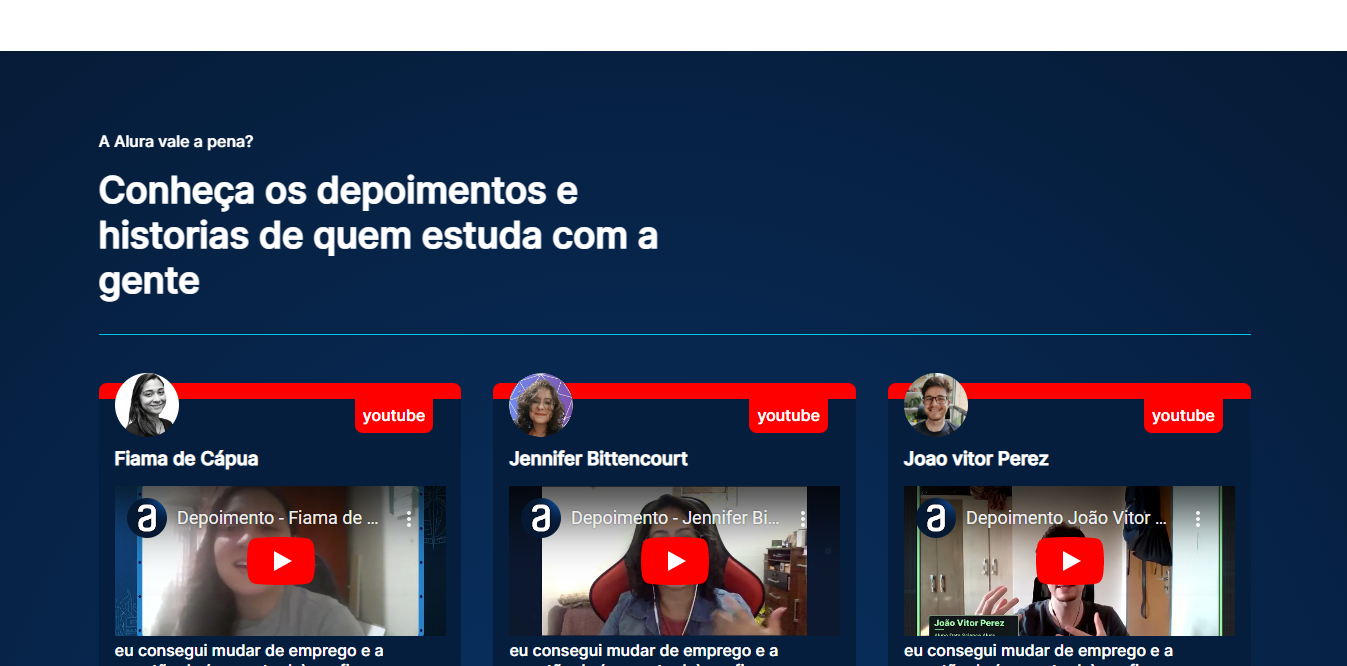 A Alura vale a pena?
Conheça os depoimentos e
historias de quem estuda com a
gente
youtube
youtube
youtube
Fiama de Cápua
Jennifer Bittencourt
Joao vitor Perez
a Depoimento - Fiama de ...
a Depoimento - Jennifer Bi...
a Depoimento João Vitor ...
João Vitor Perez
eu consegui mudar de emprego e a
eu consegui mudar de emprego e a
eu consegui mudar de emprego e a